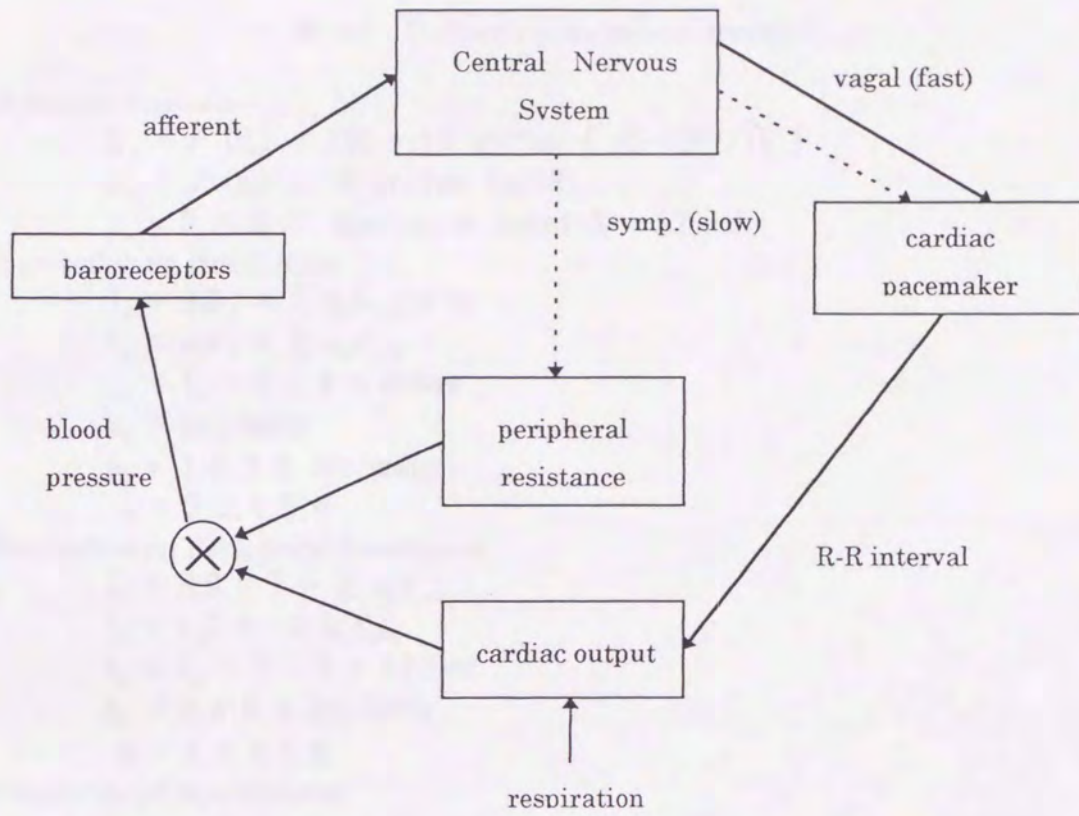 Central Nervous
System
vagal (fast)
afferent
symp. (slow)
cardiac
pacemaker
baroreceptors
blood
pressure
peripheral
resistance
R-R interval
cardiac output
respiration